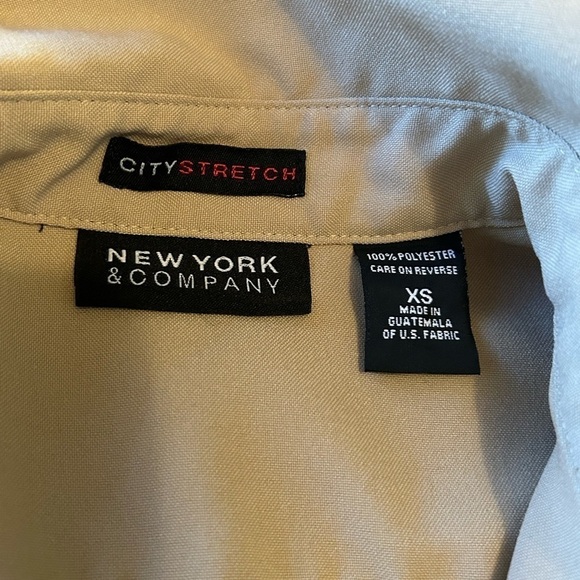 CITYSTRETCH
NEW YORK
& COMPANY
100% POLYESTER
CARE ON REVERSE
XS
MADE IN
GUATEMALA
OF U.S. FABRIC